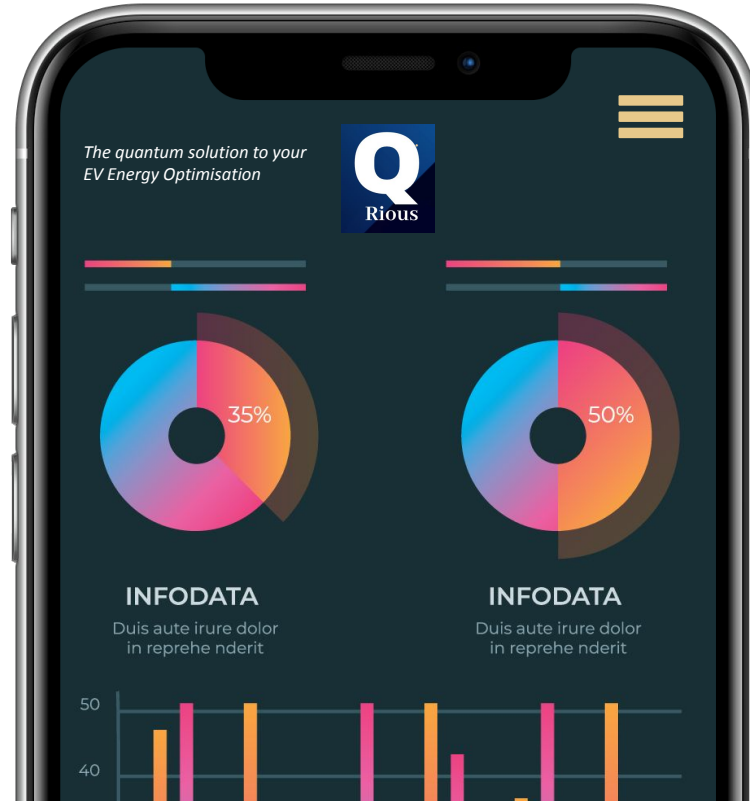 The quantum solution to your
EV Energy Optimisation
Q
Rious
35%
50%
INFODATA
Duis aute irure dolor
in reprehe nderit
INFODATA
Duis aute irure dolor
in reprehe nderit
50
40